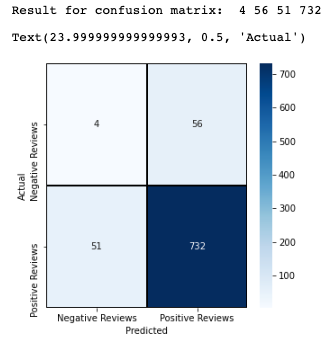 Result for confusion matrix:  4 56 51 732
Text(23.999999999999993, 0.5, 'Actual')
Actual
Negative Reviews
Positive Reviews
4
56
51
732
Negative Reviews
Positive Reviews
Predicted
700
600
500
400
300
200
100